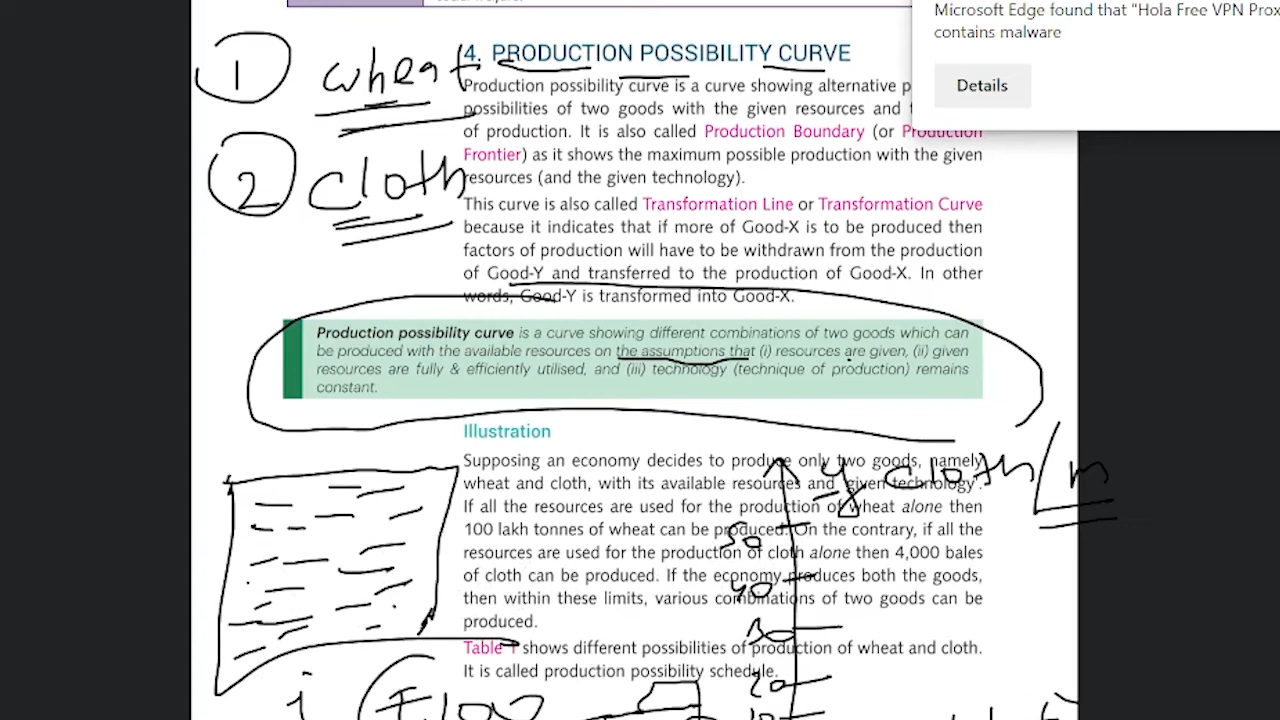 Microsoft Edge found that "Hola Free VPN Prox
contains malware
Details
4. PRODUCTION POSSIBILITY CURVE
1 wheat
2 cloth
Production possibility curve is a curve showing alternative p
possibilities of two goods with the given resources and t
of production. It is also called Production Boundary (or Production
Frontier) as it shows the maximum possible production with the given
resources (and the given technology).
This curve is also called Transformation Line or Transformation Curve
because it indicates that if more of Good-X is to be produced then
factors of production will have to be withdrawn from the production
of Good-Y and transferred to the production of Good-X. In other
words, Good-Y is transformed into Good-X.
Production possibility curve is a curve showing different combinations of two goods which can
be produced with the available resources on the assumptions that (i) resources are given, (ii) given
resources are fully & efficiently utilised, and (iii) technology (technique of production) remains
constant.
Illustration
Supposing an economy decides to produce only two goods, namely
wheat and cloth, with its available resources and 'given technology'.
If all the resources are used for the production of wheat alone then
100 lakh tonnes of wheat can be produced. On the contrary, if all the
resources are used for the production of cloth alone then 4,000 bales
of cloth can be produced. If the economy produces both the goods,
then within these limits, various combinations of two goods can be
produced.
Table 1 shows different possibilities of production of wheat and cloth.
It is called production possibility schedule.
y cloth/m
50
40
30
20
10
i ₹100